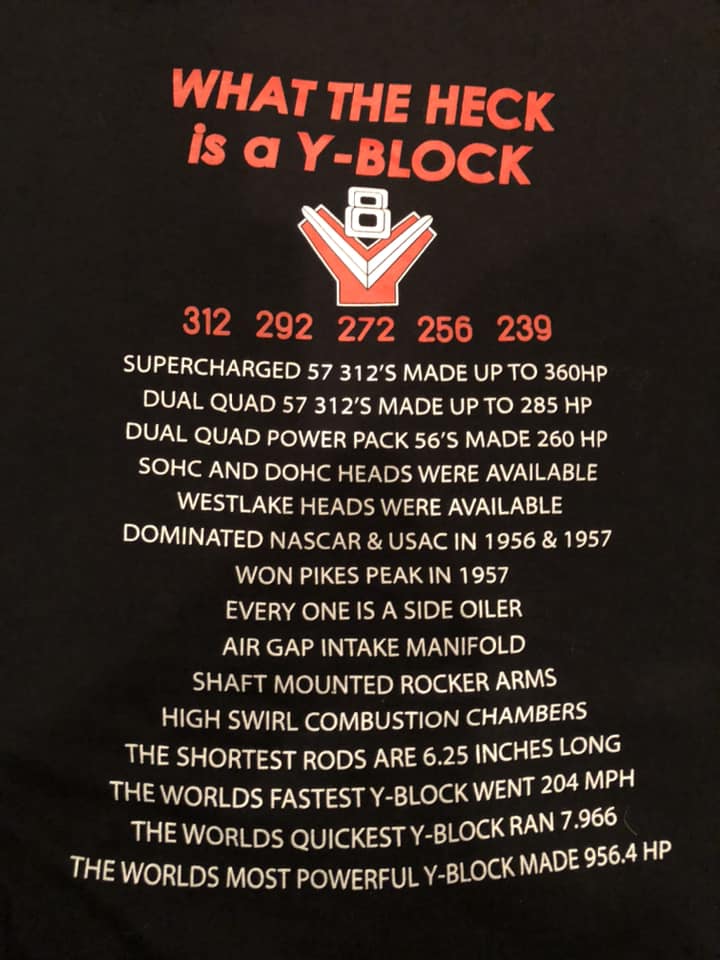 WHAT THE HECK
is a Y-BLOCK
8
312 292 272 256 239
SUPERCHARGED 57 312'S MADE UP TO 360HP
DUAL QUAD 57 312'S MADE UP TO 285 HP
DUAL QUAD POWER PACK 56'S MADE 260 HP
SOHC AND DOHC HEADS WERE AVAILABLE
WESTLAKE HEADS WERE AVAILABLE
DOMINATED NASCAR & USAC IN 1956 & 1957
WON PIKES PEAK IN 1957
EVERY ONE IS A SIDE OILER
AIR GAP INTAKE MANIFOLD
SHAFT MOUNTED ROCKER ARMS
HIGH SWIRL COMBUSTION CHAMBERS
THE SHORTEST RODS ARE 6.25 INCHES LONG
THE WORLDS FASTEST Y-BLOCK WENT 204 MPH
THE WORLDS QUICKEST Y-BLOCK RAN 7.966
THE WORLDS MOST POWERFUL Y-BLOCK MADE 956.4 HP